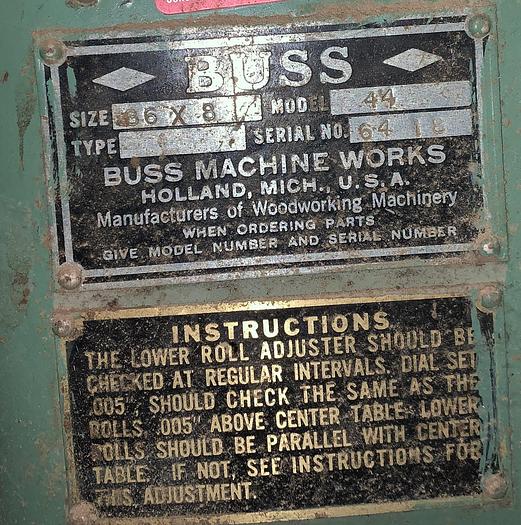 BUSS
SIZE 36 X 8 MODEL 44
TYPE SERIAL NO. 64 18
BUSS MACHINE WORKS
HOLLAND, MICH., U.S.A.
Manufacturers of Woodworking Machinery
WHEN ORDERING PARTS
GIVE MODEL NUMBER AND SERIAL NUMBER
INSTRUCTIONS
THE LOWER ROLL ADJUSTER SHOULD BE
CHECKED AT REGULAR INTERVALS. DIAL SET
.005" SHOULD CHECK THE SAME AS THE
ROLLS .005" ABOVE CENTER TABLE. LOWER
ROLLS SHOULD BE PARALLEL WITH CENTER
TABLE. IF NOT, SEE INSTRUCTIONS FOR
THIS ADJUSTMENT.